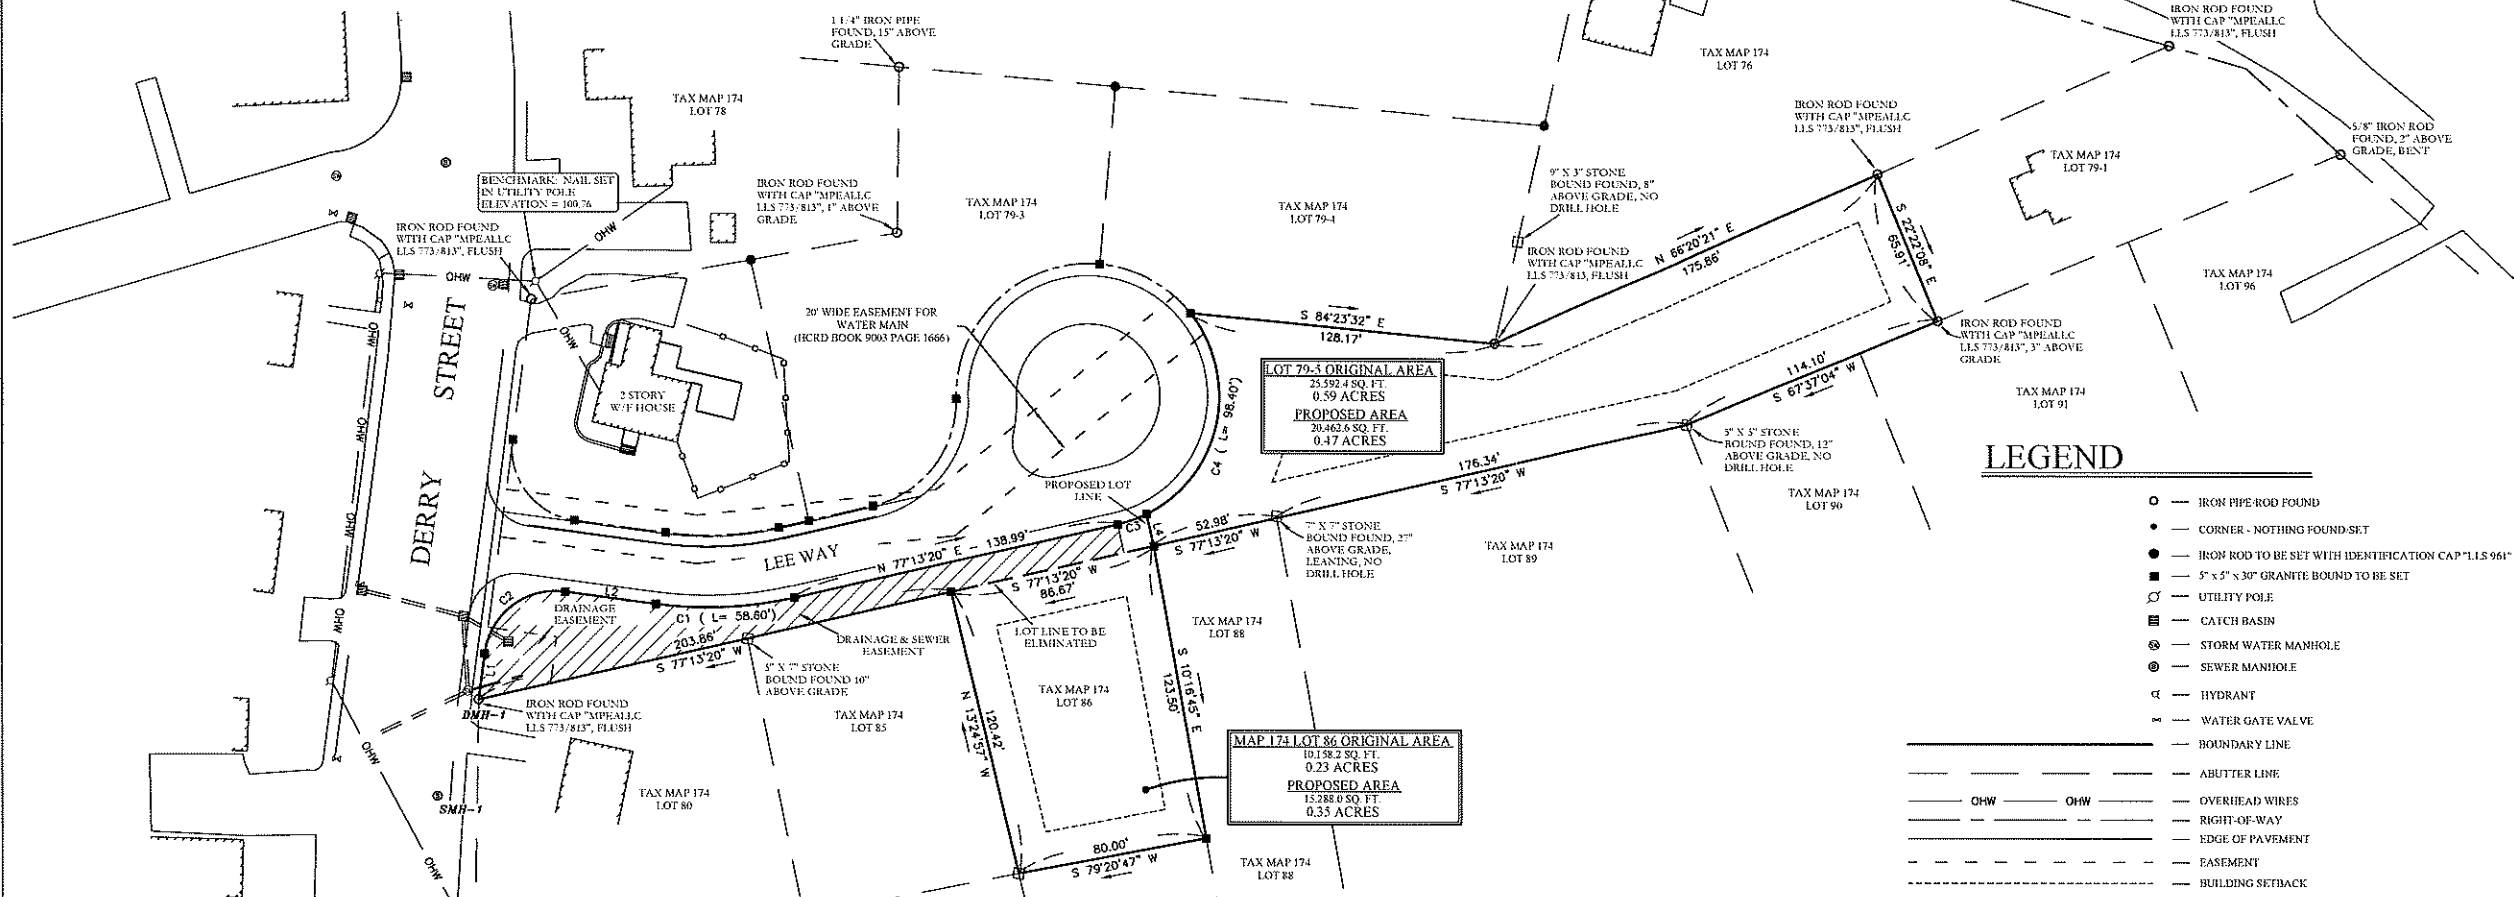 1 1/4" IRON PIPE
FOUND, 15" ABOVE
GRADE
TAX MAP 174
LOT 78
BENCHMARK: NAIL SET
IN UTILITY POLE
ELEVATION = 100.76
IRON ROD FOUND
WITH CAP "MPEALLC
LLS 773/813", FLUSH
IRON ROD FOUND
WITH CAP "MPEALLC
LLS 773/813", 1" ABOVE
GRADE
TAX MAP 174
LOT 79-3
TAX MAP 174
LOT 79-4
TAX MAP 174
LOT 76
IRON ROD FOUND
WITH CAP "MPEALLC
LLS 773/813", FLUSH
IRON ROD FOUND
WITH CAP "MPEALLC
LLS 773/813", FLUSH
5/8" IRON ROD
FOUND, 2" ABOVE
GRADE, BENT
TAX MAP 174
LOT 79-1
9" X 3" STONE
BOUND FOUND, 8"
ABOVE GRADE, NO
DRILL HOLE
IRON ROD FOUND
WITH CAP "MPEALLC
LLS 773/813, FLUSH
N 66°20'21" E
175.86'
S 22°22'08" E
65.91'
TAX MAP 174
LOT 96
OHW
OHW
OHW
OHW
OHW
OHW
OHW
OHW
OHW
DERRY STREET
2 STORY
W/F HOUSE
20' WIDE EASEMENT FOR
WATER MAIN
(HCRD BOOK 9003 PAGE 1666)
S 84°23'32" E
128.17'
IRON ROD FOUND
WITH CAP "MPEALLC
LLS 773/813", 3" ABOVE
GRADE
LOT 79-5 ORIGINAL AREA
25,592.4 SQ. FT.
0.59 ACRES
PROPOSED AREA
20,462.6 SQ. FT.
0.47 ACRES
C4 ( L= 98.40')
114.10'
S 67°37'04" W
TAX MAP 174
LOT 91
5" X 5" STONE
BOUND FOUND, 12"
ABOVE GRADE, NO
DRILL HOLE
176.34'
S 77°13'20" W
TAX MAP 174
LOT 90
PROPOSED LOT
LINE
C3
L4
52.98'
S 77°13'20" W
7" X 7" STONE
BOUND FOUND, 27"
ABOVE GRADE,
LEANING, NO
DRILL HOLE
TAX MAP 174
LOT 89
LEE WAY
N 77°13'20" E - 138.99'
S 77°13'20" W
86.67'
C2
L2
L1
DRAINAGE
EASEMENT
C1 ( L= 58.60')
203.86'
S 77°13'20" W
DRAINAGE & SEWER
EASEMENT
LOT LINE TO BE
ELIMINATED
5" X 7" STONE
BOUND FOUND 10"
ABOVE GRADE
DMH-1
IRON ROD FOUND
WITH CAP "MPEALLC
LLS 773/813", FLUSH
TAX MAP 174
LOT 85
TAX MAP 174
LOT 88
TAX MAP 174
LOT 86
N 13°24'57" W
120.42'
S 10°16'45" E
123.50'
MAP 174 LOT 86 ORIGINAL AREA
10,158.2 SQ. FT.
0.23 ACRES
PROPOSED AREA
15,288.0 SQ. FT.
0.35 ACRES
SMH-1
TAX MAP 174
LOT 80
80.00'
S 79°20'47" W
TAX MAP 174
LOT 88
LEGEND
IRON PIPE/ROD FOUND
CORNER - NOTHING FOUND/SET
IRON ROD TO BE SET WITH IDENTIFICATION CAP "LLS 961"
5" x 5" x 30" GRANITE BOUND TO BE SET
UTILITY POLE
CATCH BASIN
STORM WATER MANHOLE
SEWER MANHOLE
HYDRANT
WATER GATE VALVE
BOUNDARY LINE
ABUTTER LINE
OHW OHW OVERHEAD WIRES
RIGHT-OF-WAY
EDGE OF PAVEMENT
EASEMENT
BUILDING SETBACK